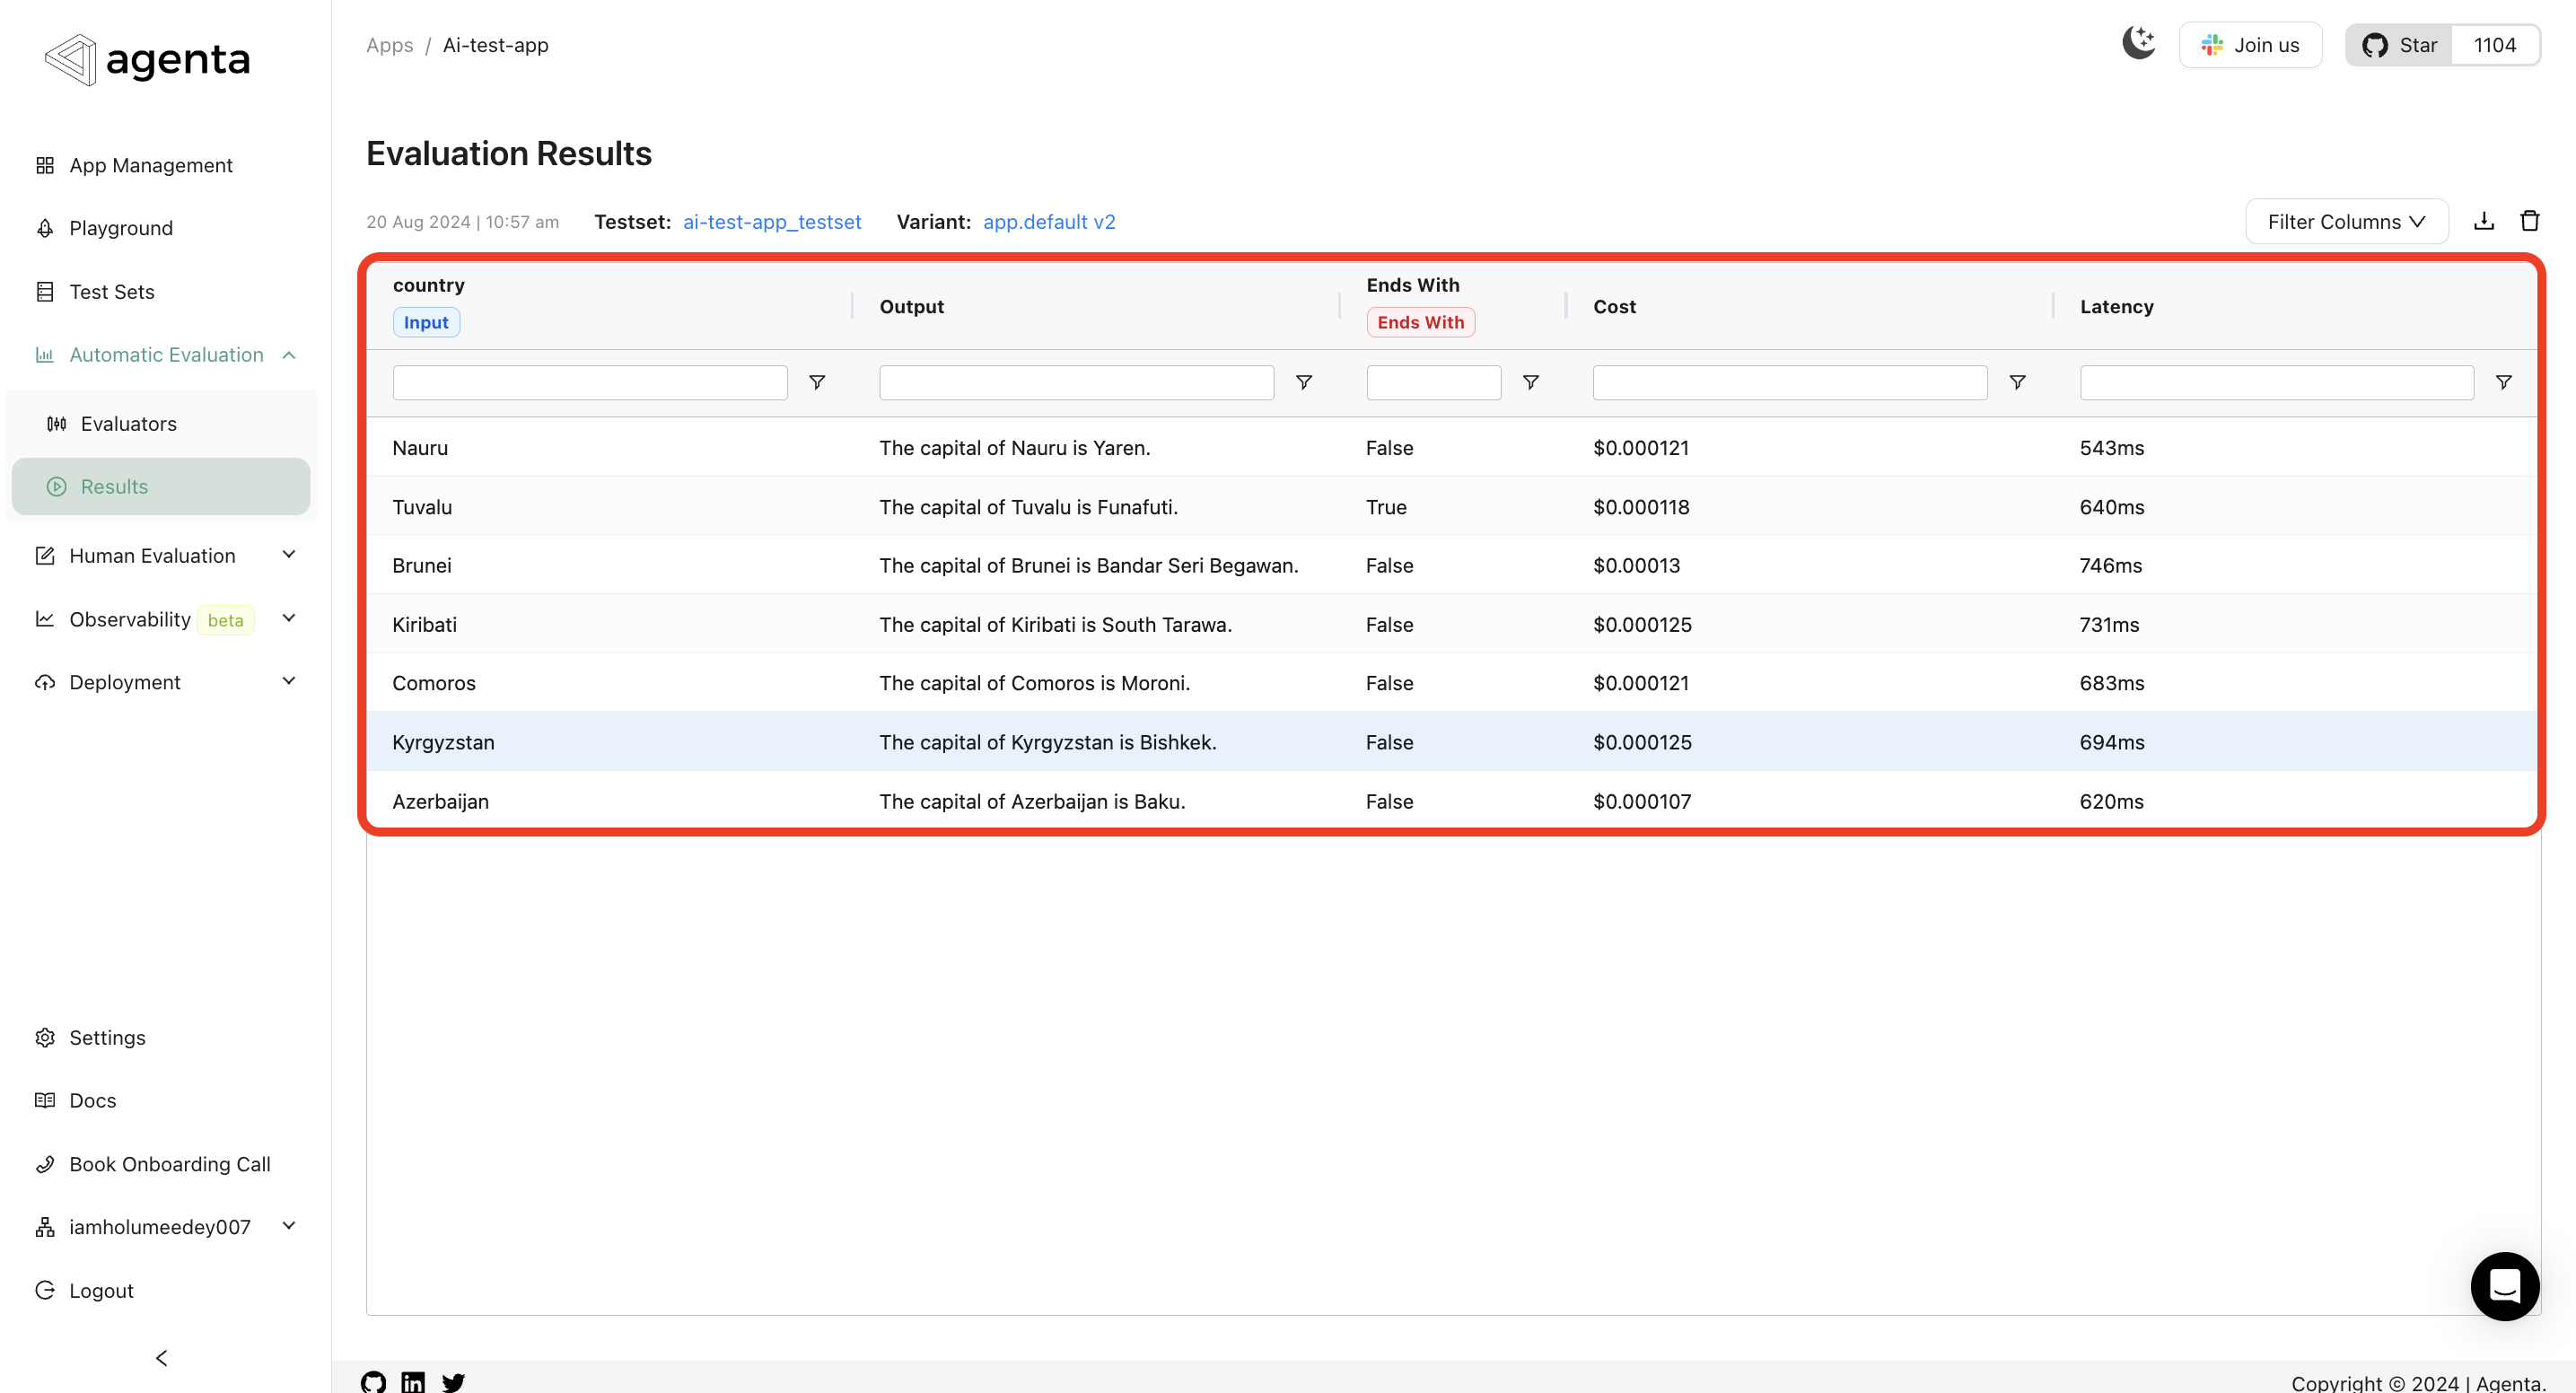 agenta
App Management
Playground
Test Sets
Automatic Evaluation
Evaluators
Results
Human Evaluation
Observability beta
Deployment
Settings
Docs
Book Onboarding Call
iamholumeedey007
Logout
Apps / Ai-test-app
Join us
Star 1104
Evaluation Results
20 Aug 2024 | 10:57 am Testset: ai-test-app_testset Variant: app.default v2
Filter Columns
country Input Output Ends With Ends With Cost Latency
Nauru The capital of Nauru is Yaren. False $0.000121 543ms
Tuvalu The capital of Tuvalu is Funafuti. True $0.000118 640ms
Brunei The capital of Brunei is Bandar Seri Begawan. False $0.00013 746ms
Kiribati The capital of Kiribati is South Tarawa. False $0.000125 731ms
Comoros The capital of Comoros is Moroni. False $0.000121 683ms
Kyrgyzstan The capital of Kyrgyzstan is Bishkek. False $0.000125 694ms
Azerbaijan The capital of Azerbaijan is Baku. False $0.000107 620ms
Copyright © 2024 | Agenta.